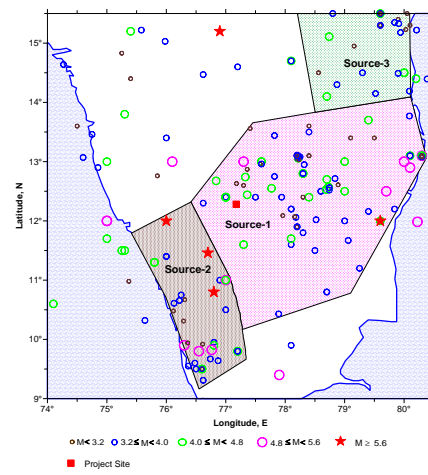 15°
14°
13°
12°
11°
10°
9°
Latitude, N
Source-3
Source-1
Source-2
74° 75° 76° 77° 78° 79° 80°
Longitude, E
M< 3.2 3.2≤ M< 4.0 4.0 ≤ M< 4.8 4.8 ≤ M< 5.6 M ≥ 5.6
Project Site